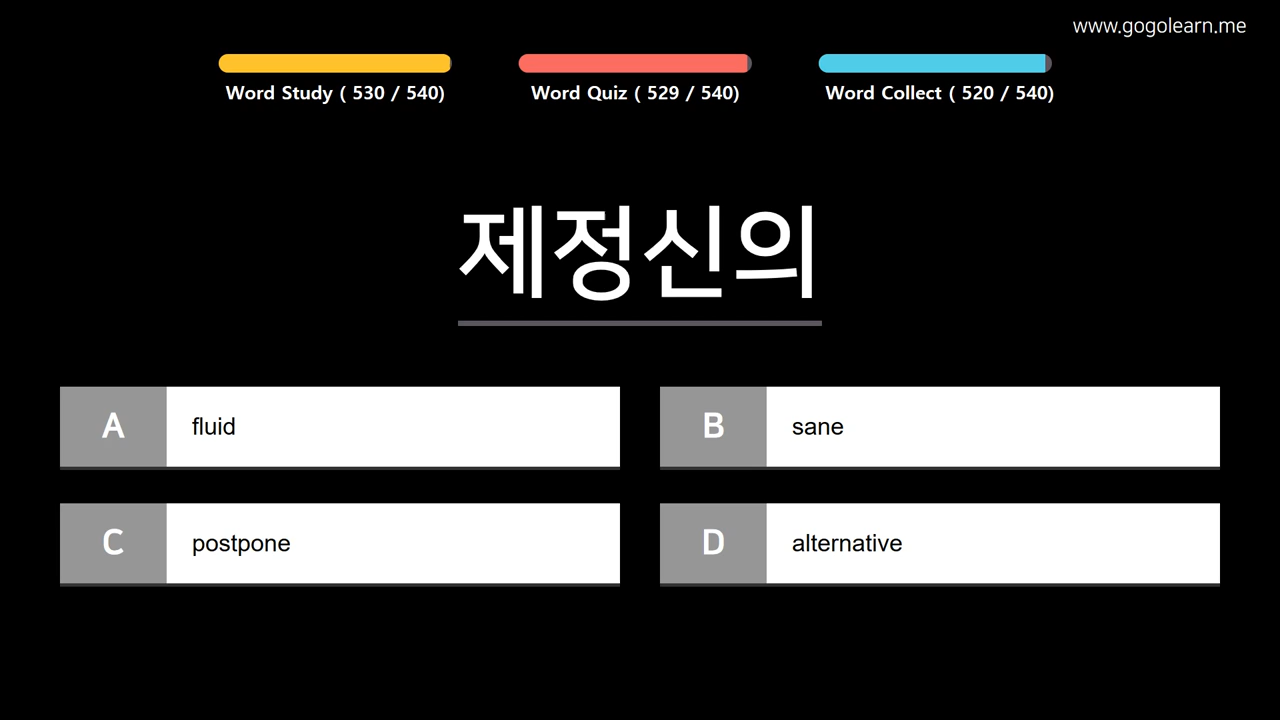 www.gogolearn.me
Word Study ( 530 / 540)
Word Quiz ( 529 / 540)
Word Collect ( 520 / 540)
제정신의
A fluid
B sane
C postpone
D alternative